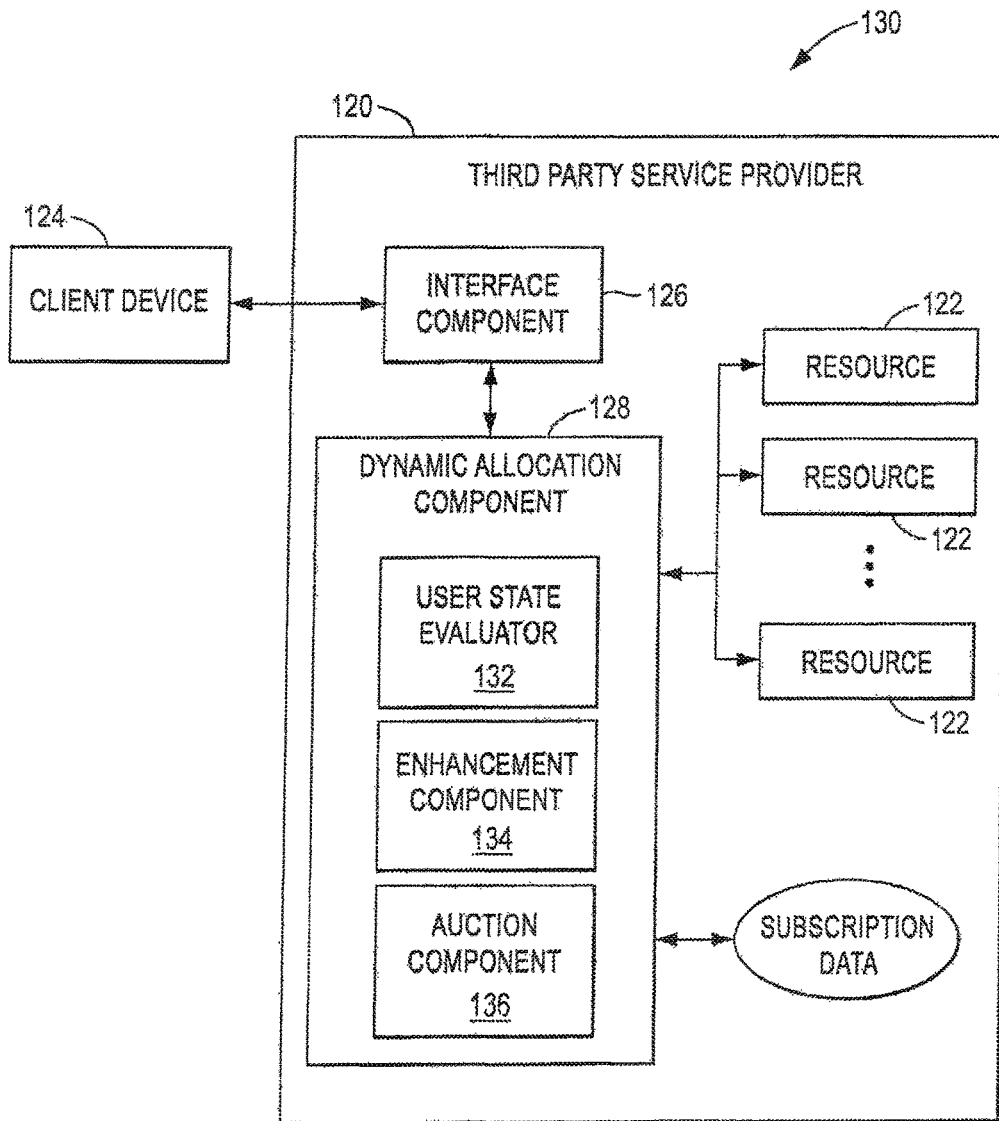 130
120
THIRD PARTY SERVICE PROVIDER
124
CLIENT DEVICE
INTERFACE
COMPONENT
126
122
RESOURCE
128
DYNAMIC ALLOCATION
COMPONENT
RESOURCE
122
USER STATE
EVALUATOR
132
RESOURCE
122
ENHANCEMENT
COMPONENT
134
AUCTION
COMPONENT
136
SUBSCRIPTION
DATA